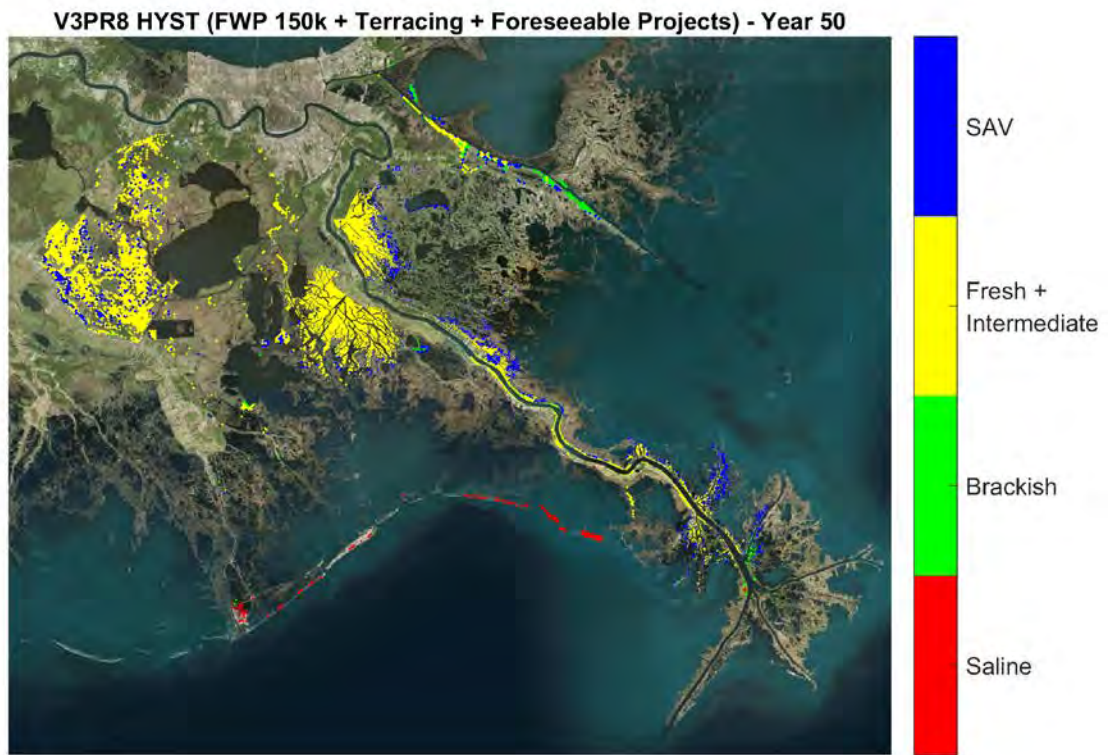 V3PR8 HYST (FWP 150k + Terracing + Foreseeable Projects) - Year 50
SAV
Fresh +
Intermediate
Brackish
Saline